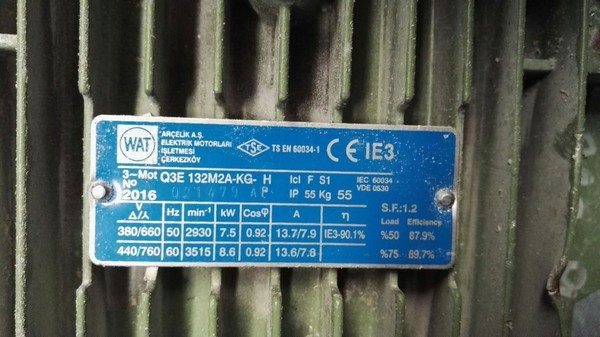 WAT
ARÇELİK A.Ş.
ELEKTRİK MOTORLARI
İŞLETMESİ
ÇERKEZKÖY
TSE TS EN 60034-1 CE IE3
3~Mot Q3E 132M2A-KG- H Icl F S1 IEC 60034
No 2016 IP 55 Kg 55 VDE 0530
V Δ/⅄ Hz min⁻¹ kW Cosφ A η S.F.:1.2
Load Efficiency
380/660 50 2930 7.5 0.92 13.7/7.9 IE3-90.1% %50 87.9%
440/760 60 3515 8.6 0.92 13.6/7.8 %75 89.7%